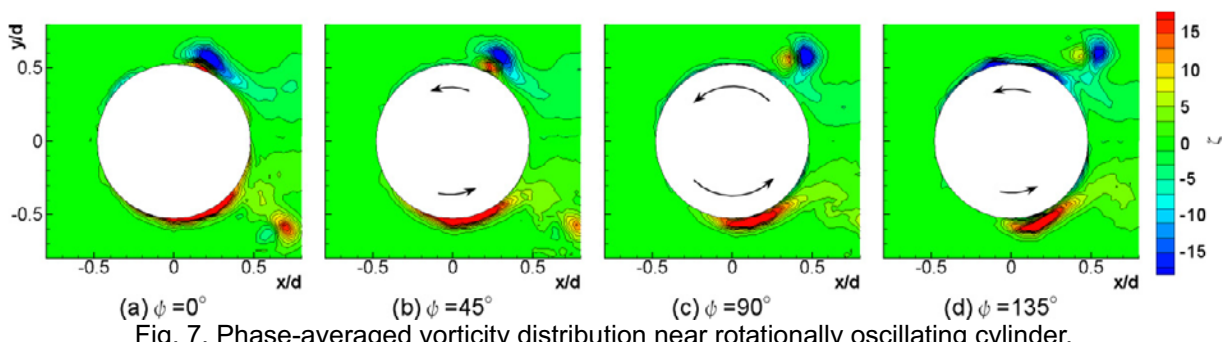 y/d
0.5
0
-0.5
-0.5 0 0.5
x/d
(a) ϕ =0°
-0.5 0 0.5
x/d
(b) ϕ =45°
-0.5 0 0.5
x/d
(c) ϕ =90°
-0.5 0 0.5
x/d
(d) ϕ =135°
15
10
5
0
-5
-10
-15
ζ
Fig. 7. Phase-averaged vorticity distribution near rotationally oscillating cylinder.